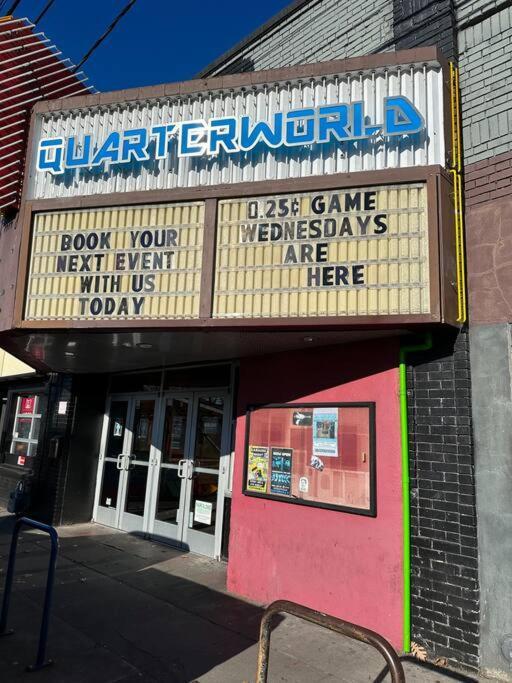 QUARTERWORLD
BOOK YOUR
NEXT EVENT
WITH US
TODAY
0.25¢ GAME
WEDNESDAYS
ARE
HERE